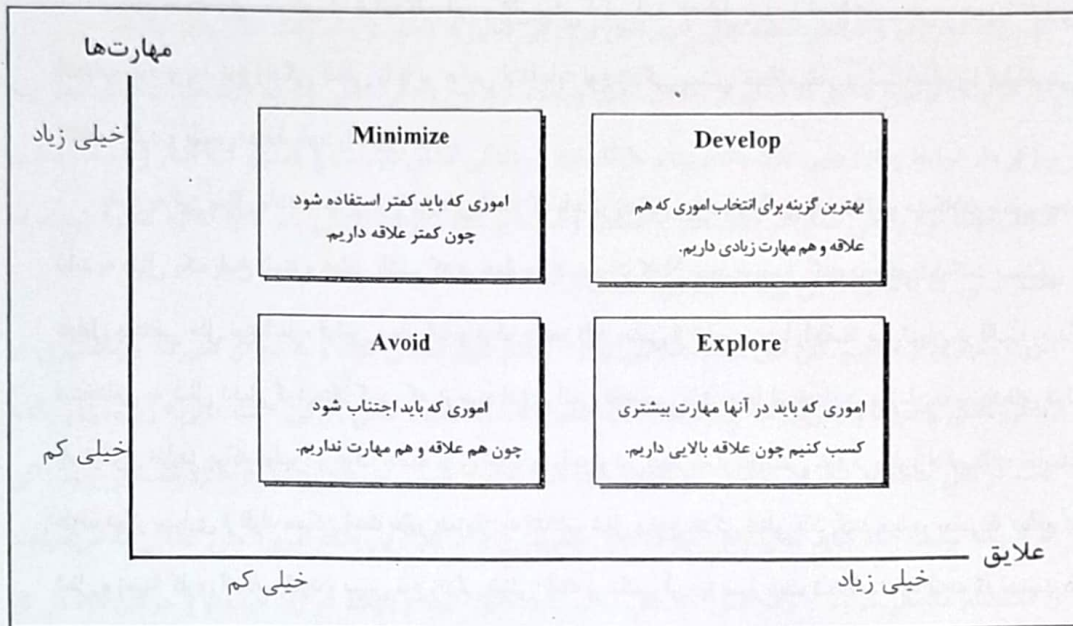 مهارت‌ها
خیلی زیاد
Minimize
اموری که باید کمتر استفاده شود
چون کمتر علاقه داریم.
Develop
بهترین گزینه برای انتخاب اموری که هم
علاقه و هم مهارت زیادی داریم.
خیلی کم
Avoid
اموری که باید اجتناب شود
چون هم علاقه و هم مهارت نداریم.
Explore
اموری که باید در آنها مهارت بیشتری
کسب کنیم چون علاقه بالایی داریم.
علایق
خیلی کم
خیلی زیاد